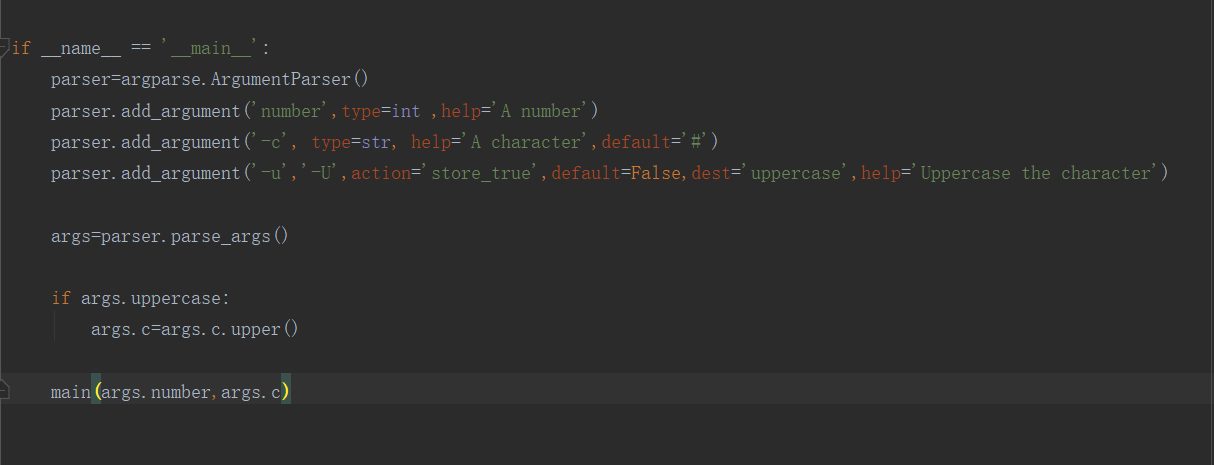 if __name__ == '__main__':
    parser=argparse.ArgumentParser()
    parser.add_argument('number',type=int ,help='A number')
    parser.add_argument('-c', type=str, help='A character',default='#')
    parser.add_argument('-u','-U',action='store_true',default=False,dest='uppercase',help='Uppercase the character')
    args=parser.parse_args()
    if args.uppercase:
        args.c=args.c.upper()
    main(args.number,args.c)